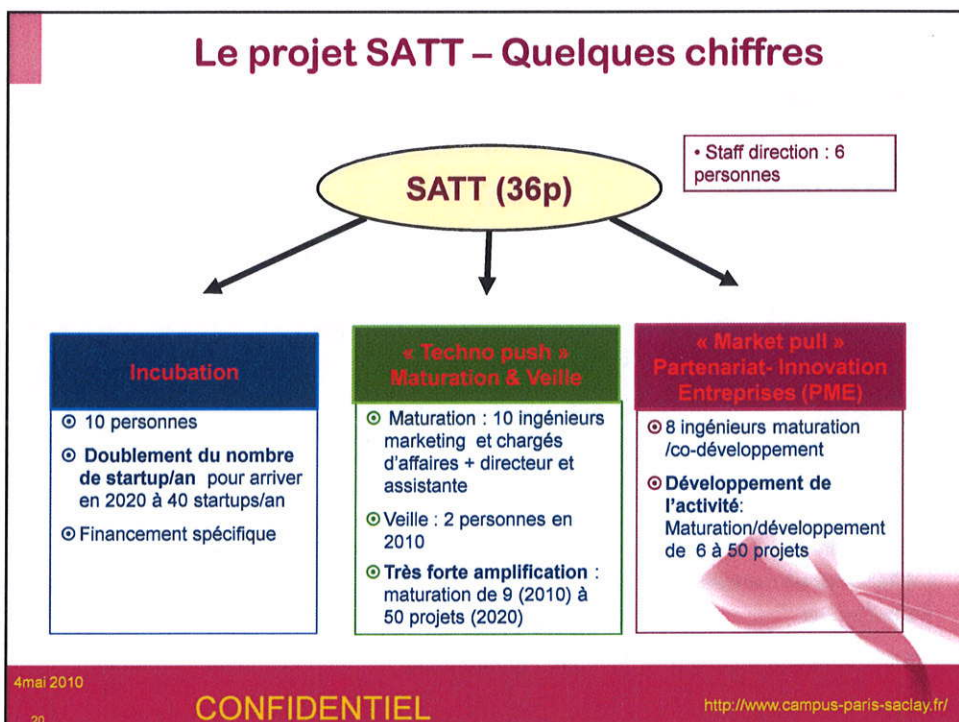 Le projet SATT – Quelques chiffres
SATT (36p)
• Staff direction : 6
personnes
Incubation
10 personnes
Doublement du nombre
de startup/an pour arriver
en 2020 à 40 startups/an
Financement spécifique
« Techno push »
Maturation & Veille
Maturation : 10 ingénieurs
marketing et chargés
d'affaires + directeur et
assistante
Veille : 2 personnes en
2010
Très forte amplification :
maturation de 9 (2010) à
50 projets (2020)
« Market pull »
Partenariat- Innovation
Entreprises (PME)
8 ingénieurs maturation
/co-développement
Développement de
l'activité:
Maturation/développement
de 6 à 50 projets
4mai 2010
20
CONFIDENTIEL
http://www.campus-paris-saclay.fr/